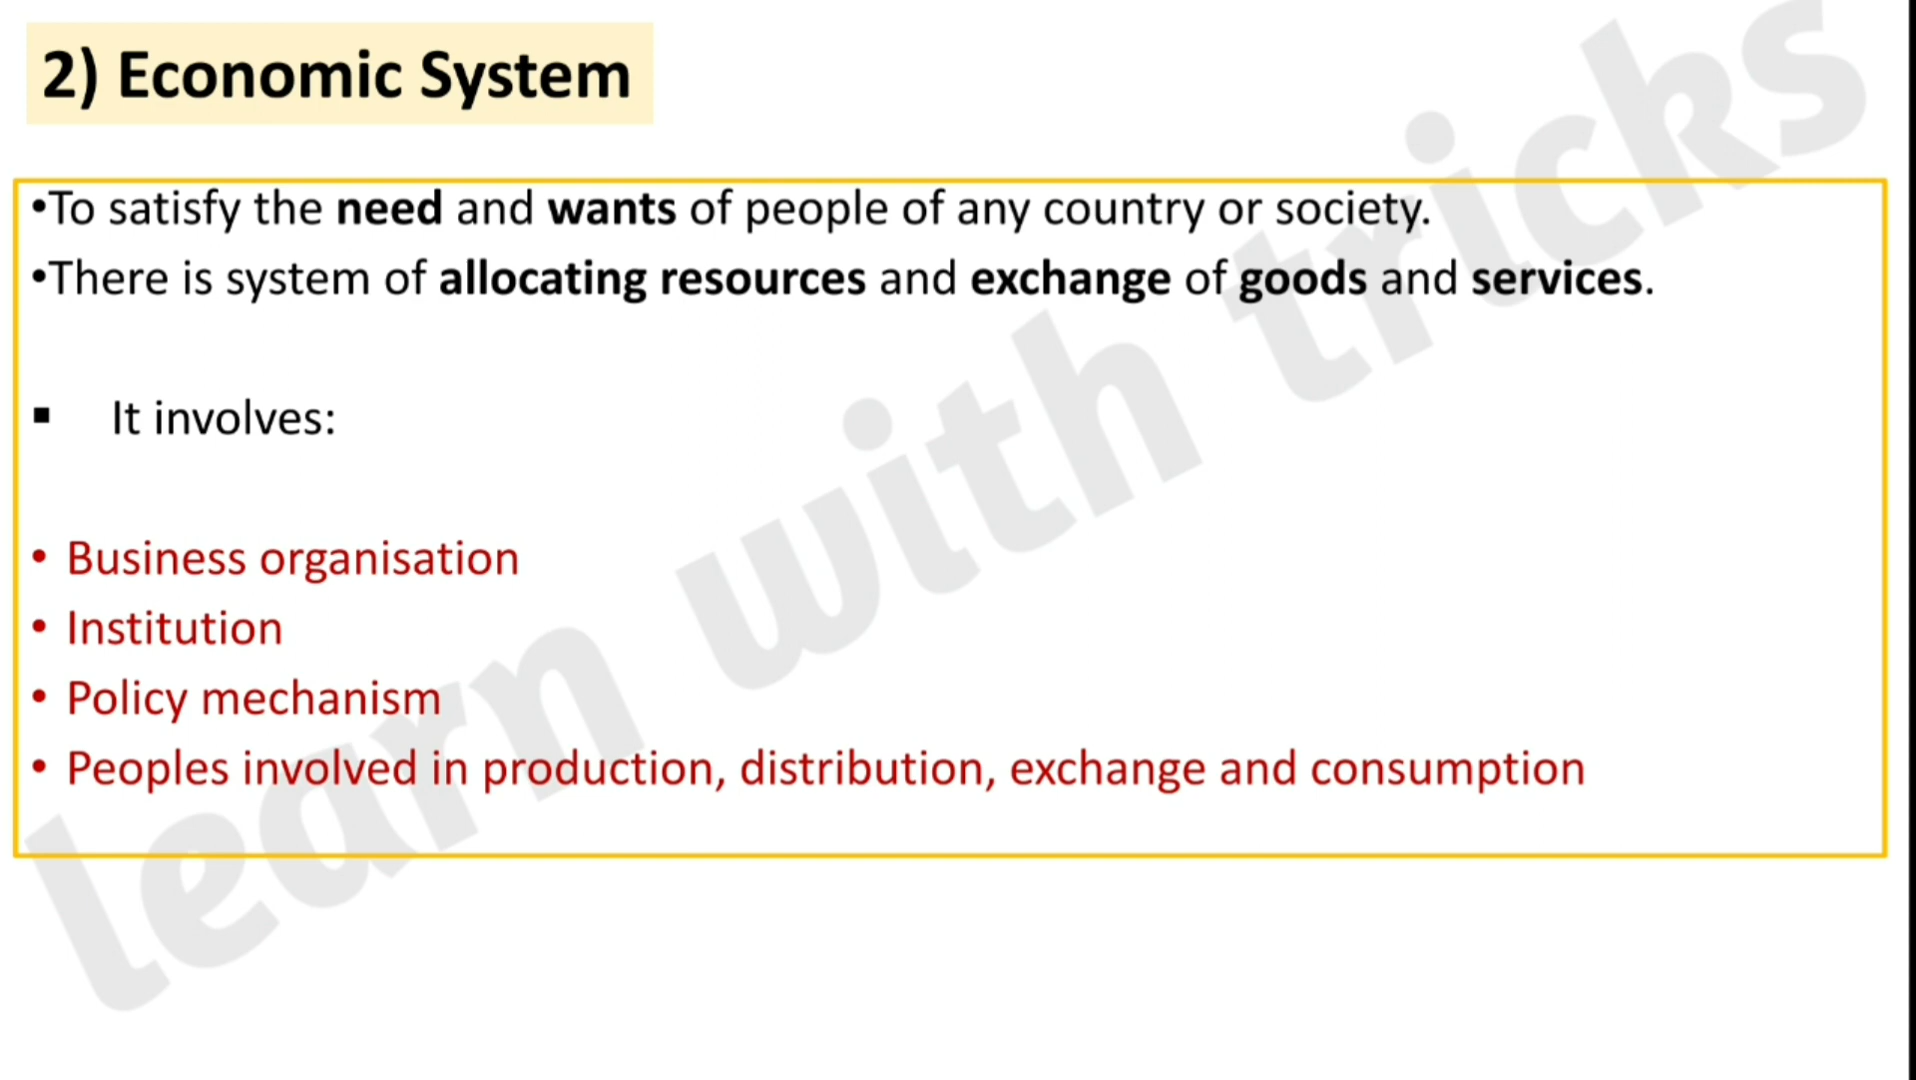 2) Economic System
•To satisfy the need and wants of people of any country or society.
•There is system of allocating resources and exchange of goods and services.
▪ It involves:
• Business organisation
• Institution
• Policy mechanism
• Peoples involved in production, distribution, exchange and consumption
learn with tricks